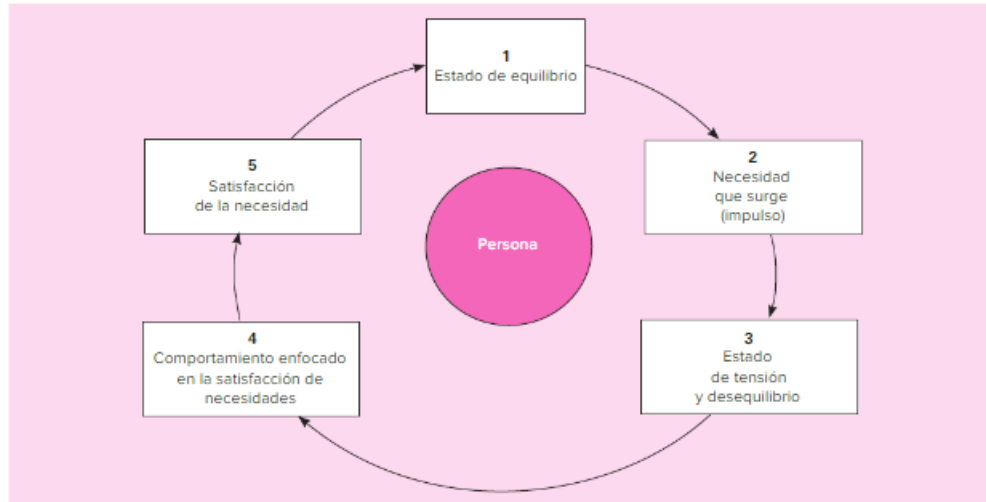 1
Estado de equilibrio
2
Necesidad
que surge
(impulso)
3
Estado
de tensión
y desequilibrio
4
Comportamiento enfocado
en la satisfacción de
necesidades
5
Satisfacción
de la necesidad
Persona